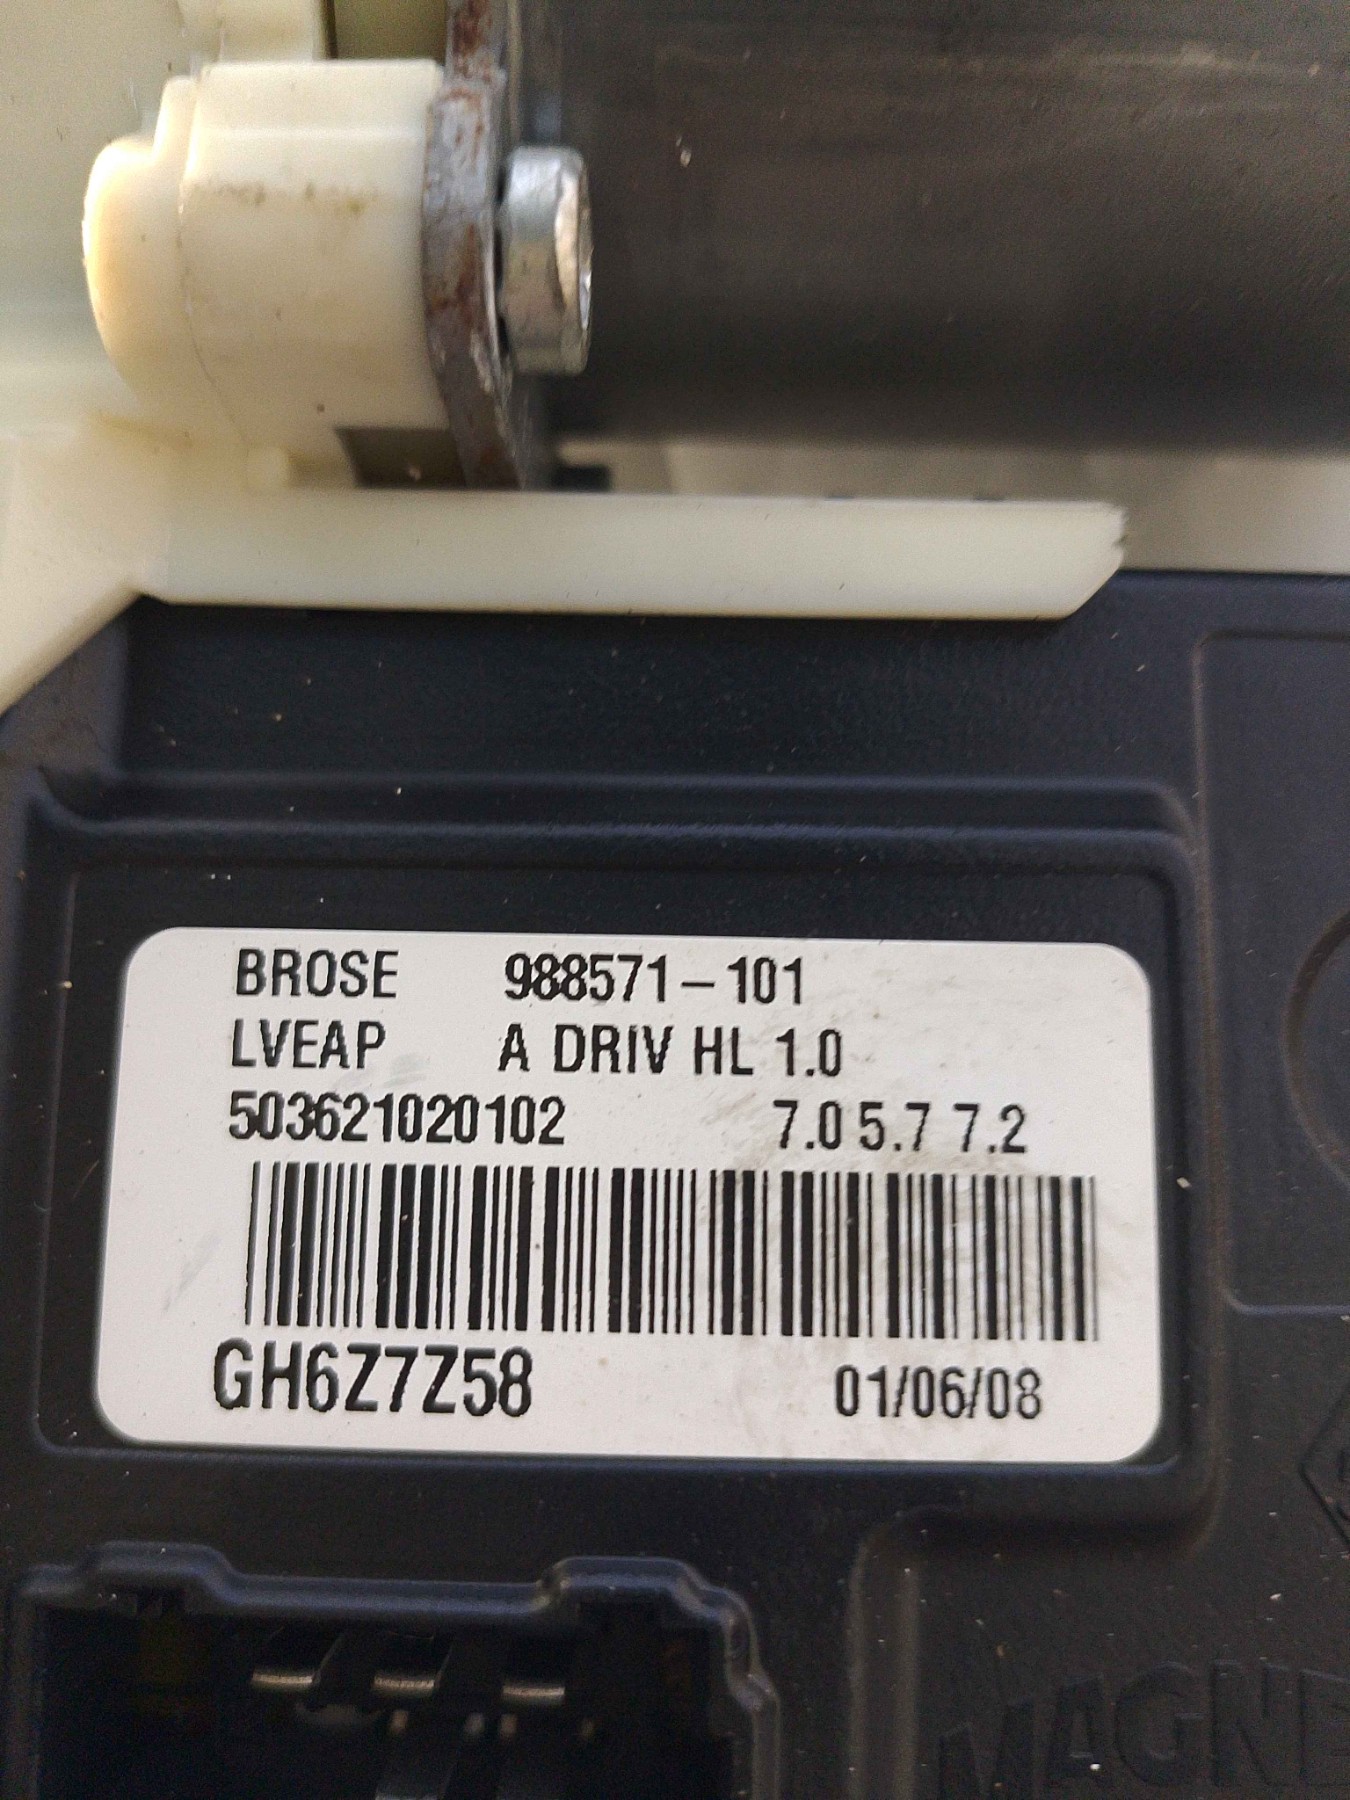 BROSE 988571-101
LVEAP A DRIV HL 1.0
503621020102 7.0 5.7 7.2
GH6Z7Z58 01/06/08
MAGNE